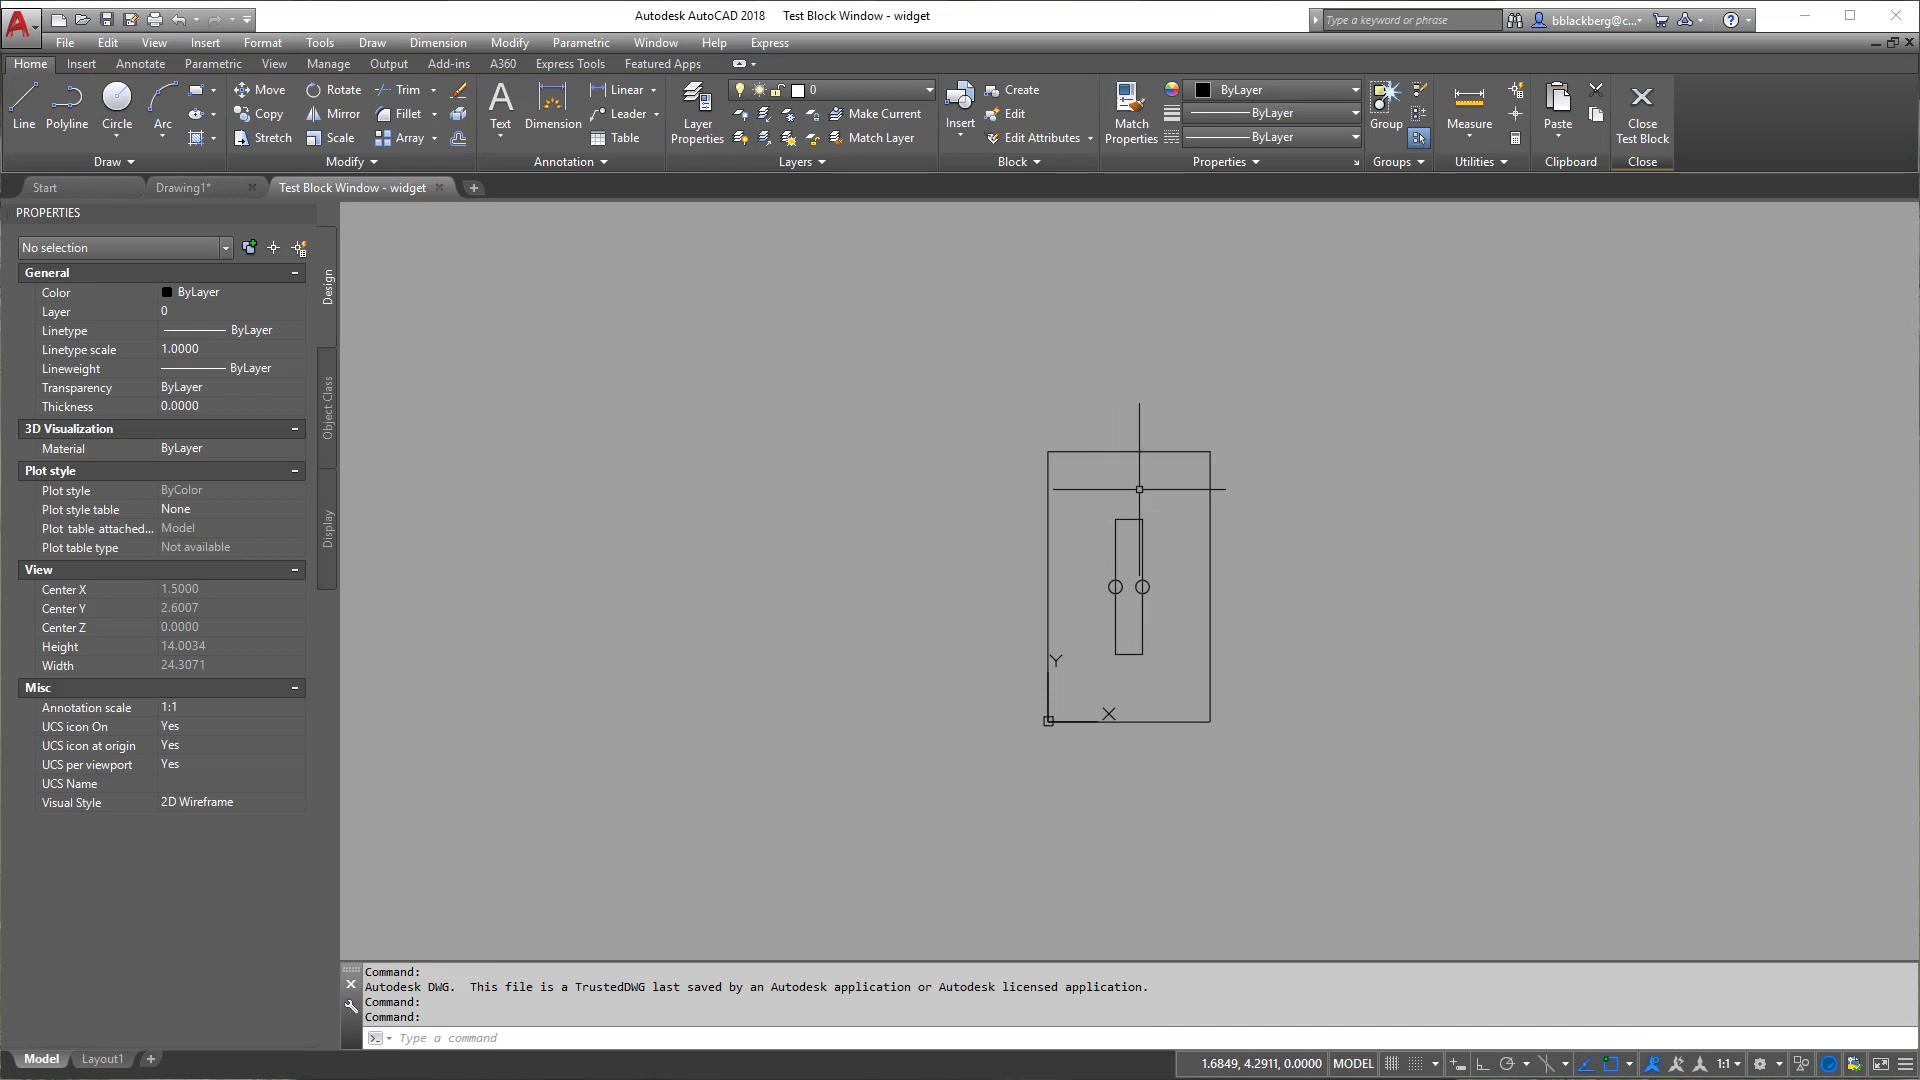 Autodesk AutoCAD 2018 Test Block Window - widget
Type a keyword or phrase
bblackberg@c...
File Edit View Insert Format Tools Draw Dimension Modify Parametric Window Help Express
Home Insert Annotate Parametric View Manage Output Add-ins A360 Express Tools Featured Apps
Line Polyline Circle Arc
Draw
Move Rotate Trim
Copy Mirror Fillet
Stretch Scale Array
Modify
Text Dimension
Linear
Leader
Table
Annotation
Layer
Properties
0
Make Current
Match Layer
Layers
Insert
Create
Edit
Edit Attributes
Block
Match
Properties
ByLayer
ByLayer
ByLayer
Properties
Group
Groups
Measure
Utilities
Paste
Clipboard
Close
Test Block
Close
Start Drawing1* Test Block Window - widget
PROPERTIES
No selection
General
Color ByLayer
Layer 0
Linetype ByLayer
Linetype scale 1.0000
Lineweight ByLayer
Transparency ByLayer
Thickness 0.0000
3D Visualization
Material ByLayer
Plot style
Plot style ByColor
Plot style table None
Plot table attached... Model
Plot table type Not available
View
Center X 1.5000
Center Y 2.6007
Center Z 0.0000
Height 14.0034
Width 24.3071
Misc
Annotation scale 1:1
UCS icon On Yes
UCS icon at origin Yes
UCS per viewport Yes
UCS Name
Visual Style 2D Wireframe
Design
Object Class
Display
Y
X
Command:
Autodesk DWG. This file is a TrustedDWG last saved by an Autodesk application or Autodesk licensed application.
Command:
Command:
Type a command
Model Layout1
1.6849, 4.2911, 0.0000 MODEL 1:1